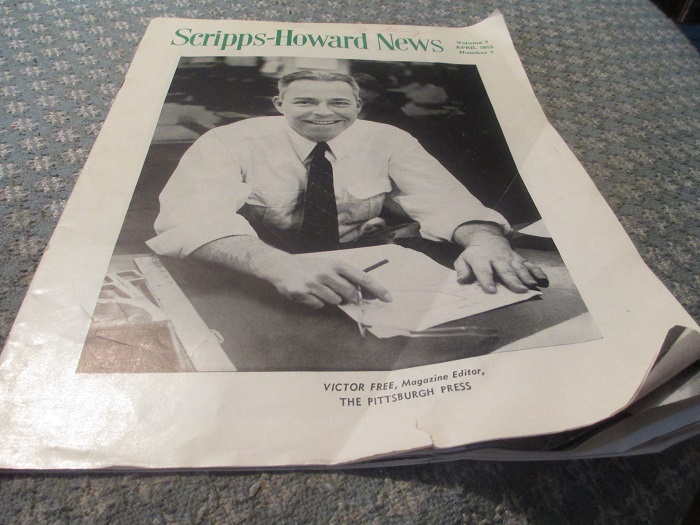 Scripps-Howard News
Volume 7
APRIL, 1953
Number 7
VICTOR FREE, Magazine Editor,
THE PITTSBURGH PRESS